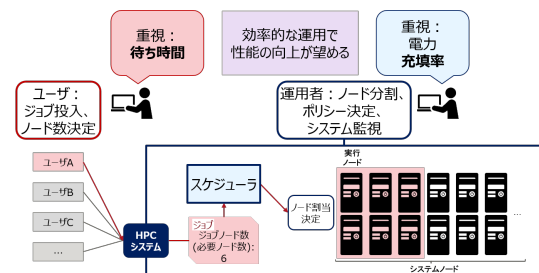 重視：
待ち時間
効率的な運用で
性能の向上が望める
重視：
電力
充填率
ユーザ：
ジョブ投入、
ノード数決定
運用者：ノード分割、
ポリシー決定、
システム監視
ユーザA
ユーザB
ユーザC
…
HPC
システム
スケジューラ
ジョブ
ジョブノード数
(必要ノード数):
6
ノード割当
決定
実行
ノード
…
システムノード